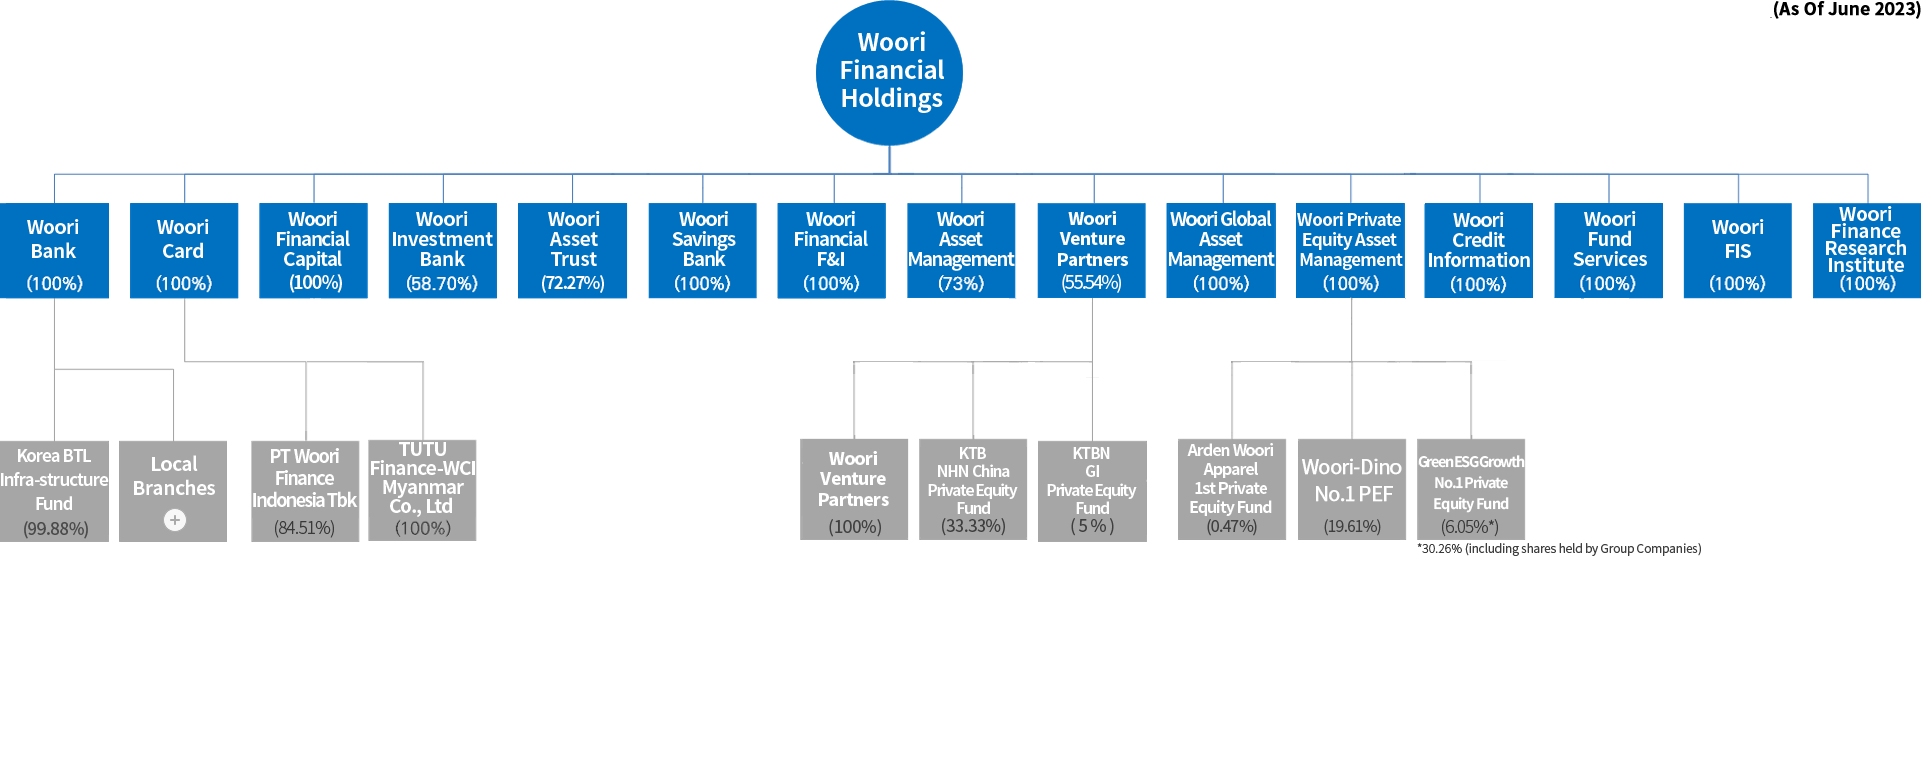 (As Of June 2023)
Woori
Financial
Holdings
Woori
Bank
(100%)
Woori
Card
(100%)
Woori
Financial
Capital
(100%)
Woori
Investment
Bank
(58.70%)
Woori
Asset
Trust
(72.27%)
Woori
Savings
Bank
(100%)
Woori
Financial
F&I
(100%)
Woori
Asset
Management
(73%)
Woori
Venture
Partners
(55.54%)
Woori Global
Asset
Management
(100%)
Woori Private
Equity Asset
Management
(100%)
Woori
Credit
Information
(100%)
Woori
Fund
Services
(100%)
Woori
FIS
(100%)
Woori
Finance
Research
Institute
(100%)
Korea BTL
Infra-structure
Fund
(99.88%)
Local
Branches
PT Woori
Finance
Indonesia Tbk
(84.51%)
TUTU
Finance-WCI
Myanmar
Co., Ltd
(100%)
Woori
Venture
Partners
(100%)
KTB
NHN China
Private Equity
Fund
(33.33%)
KTBN
GI
Private Equity
Fund
( 5 % )
Arden Woori
Apparel
1st Private
Equity Fund
(0.47%)
Woori-Dino
No.1 PEF
(19.61%)
Green ESG Growth
No.1 Private
Equity Fund
(6.05%*)
*30.26% (including shares held by Group Companies)